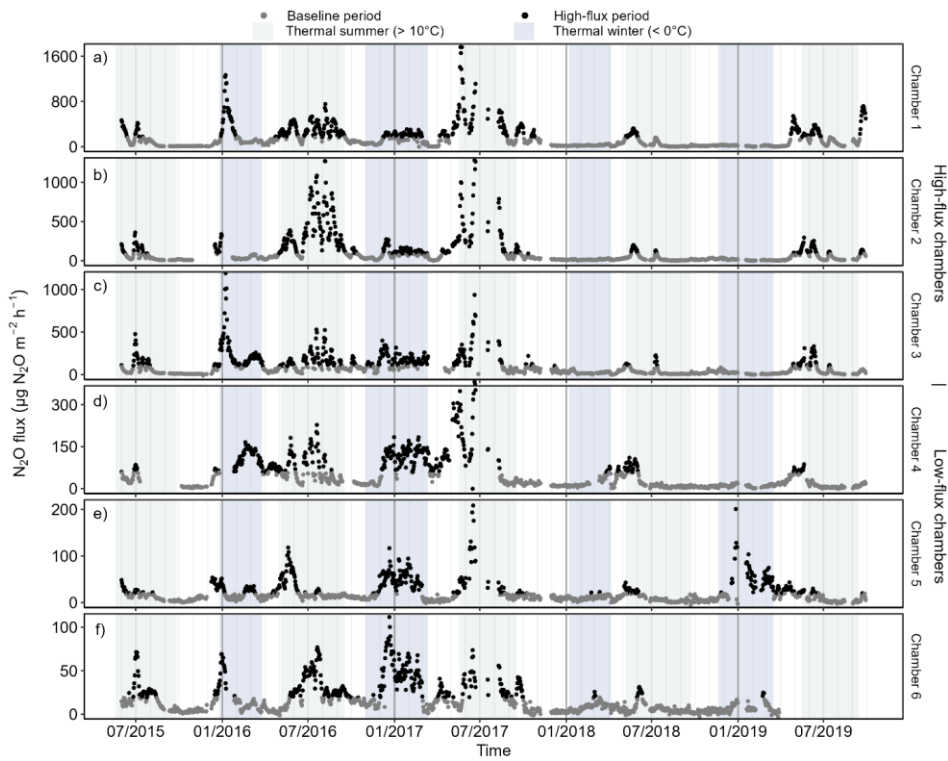 Baseline period High-flux period
Thermal summer (> 10°C) Thermal winter (< 0°C)
N₂O flux (µg N₂O m⁻² h⁻¹)
a)
1600
800
0
Chamber 1
b)
1000
500
0
Chamber 2
c)
1000
500
0
Chamber 3
d)
300
150
0
Chamber 4
e)
200
100
0
Chamber 5
f)
100
50
0
Chamber 6
High-flux chambers | Low-flux chambers
07/2015 01/2016 07/2016 01/2017 07/2017 01/2018 07/2018 01/2019 07/2019
Time